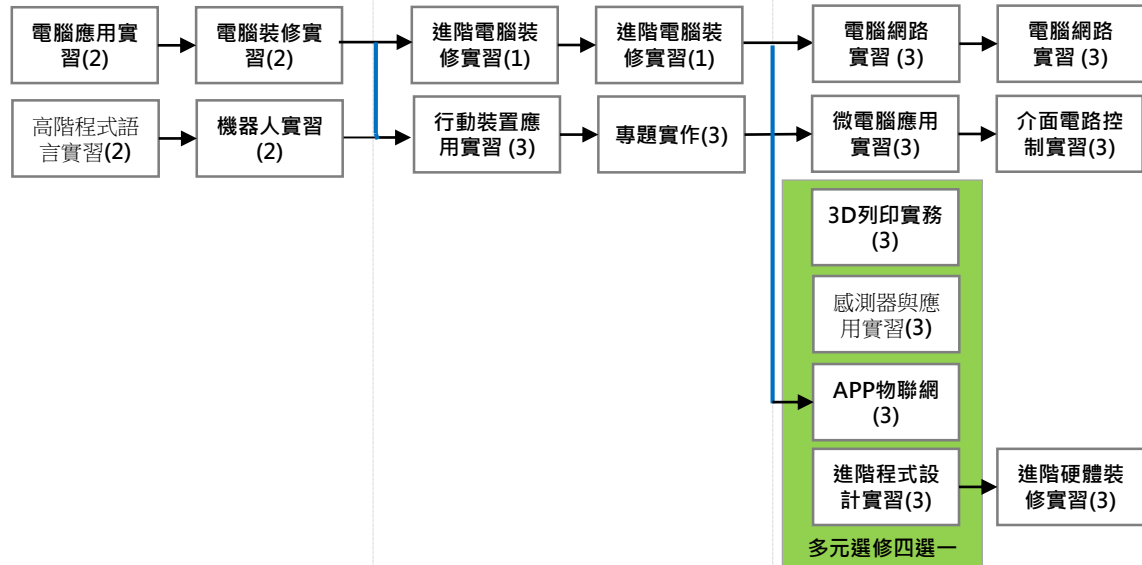 電腦應用實
習(2)
電腦裝修實
習(2)
進階電腦裝
修實習(1)
進階電腦裝
修實習(1)
電腦網路
實習 (3)
電腦網路
實習 (3)
高階程式語
言實習(2)
機器人實習
(2)
行動裝置應
用實習 (3)
專題實作(3)
微電腦應用
實習(3)
介面電路控
制實習(3)
3D列印實務
(3)
感測器與應
用實習(3)
APP物聯網
(3)
進階程式設
計實習(3)
進階硬體裝
修實習(3)
多元選修四選一